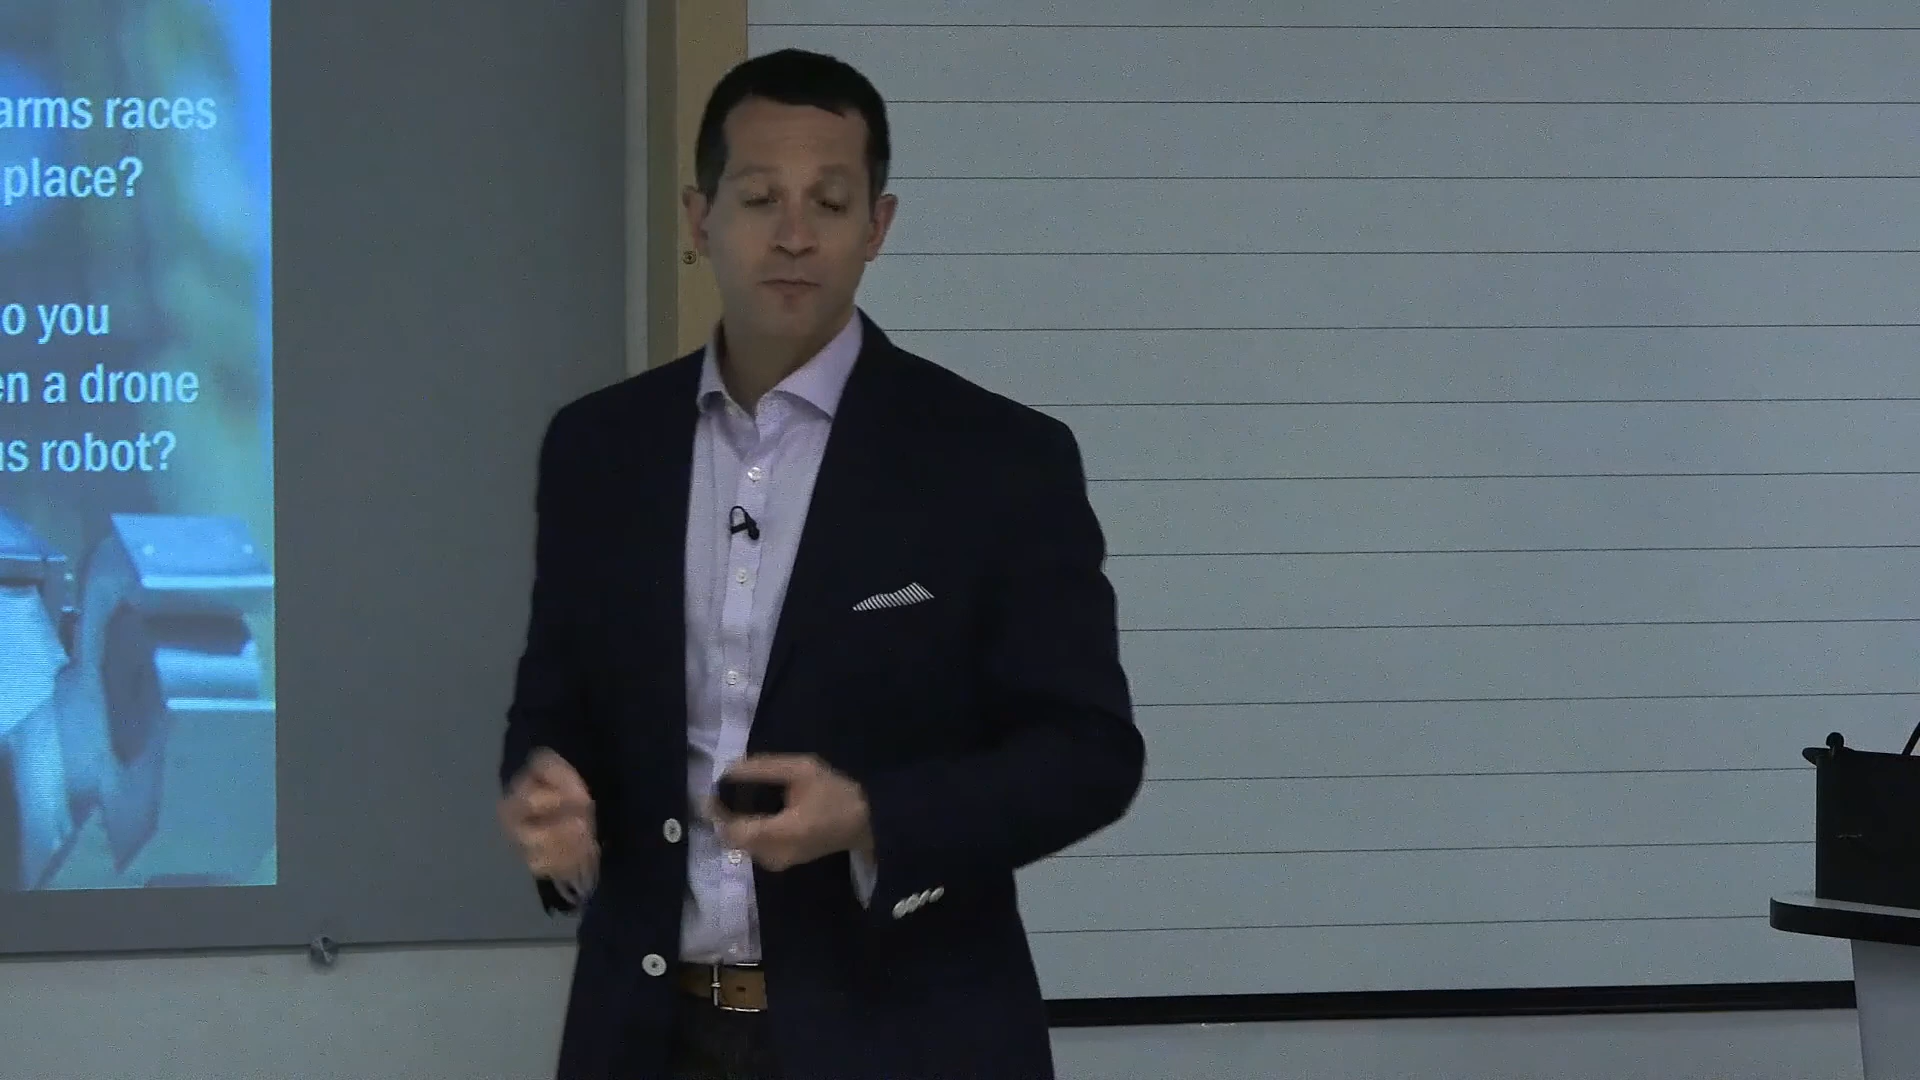 arms races
place?
o you
en a drone
us robot?